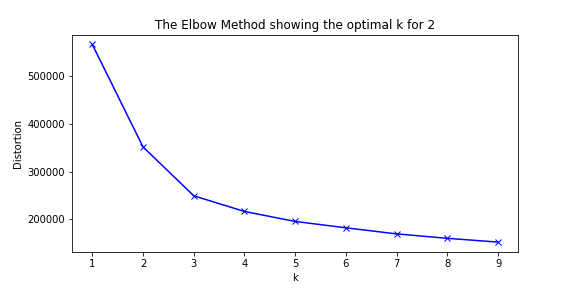 The Elbow Method showing the optimal k for 2
500000
400000
300000
200000
Distortion
1 2 3 4 5 6 7 8 9
k